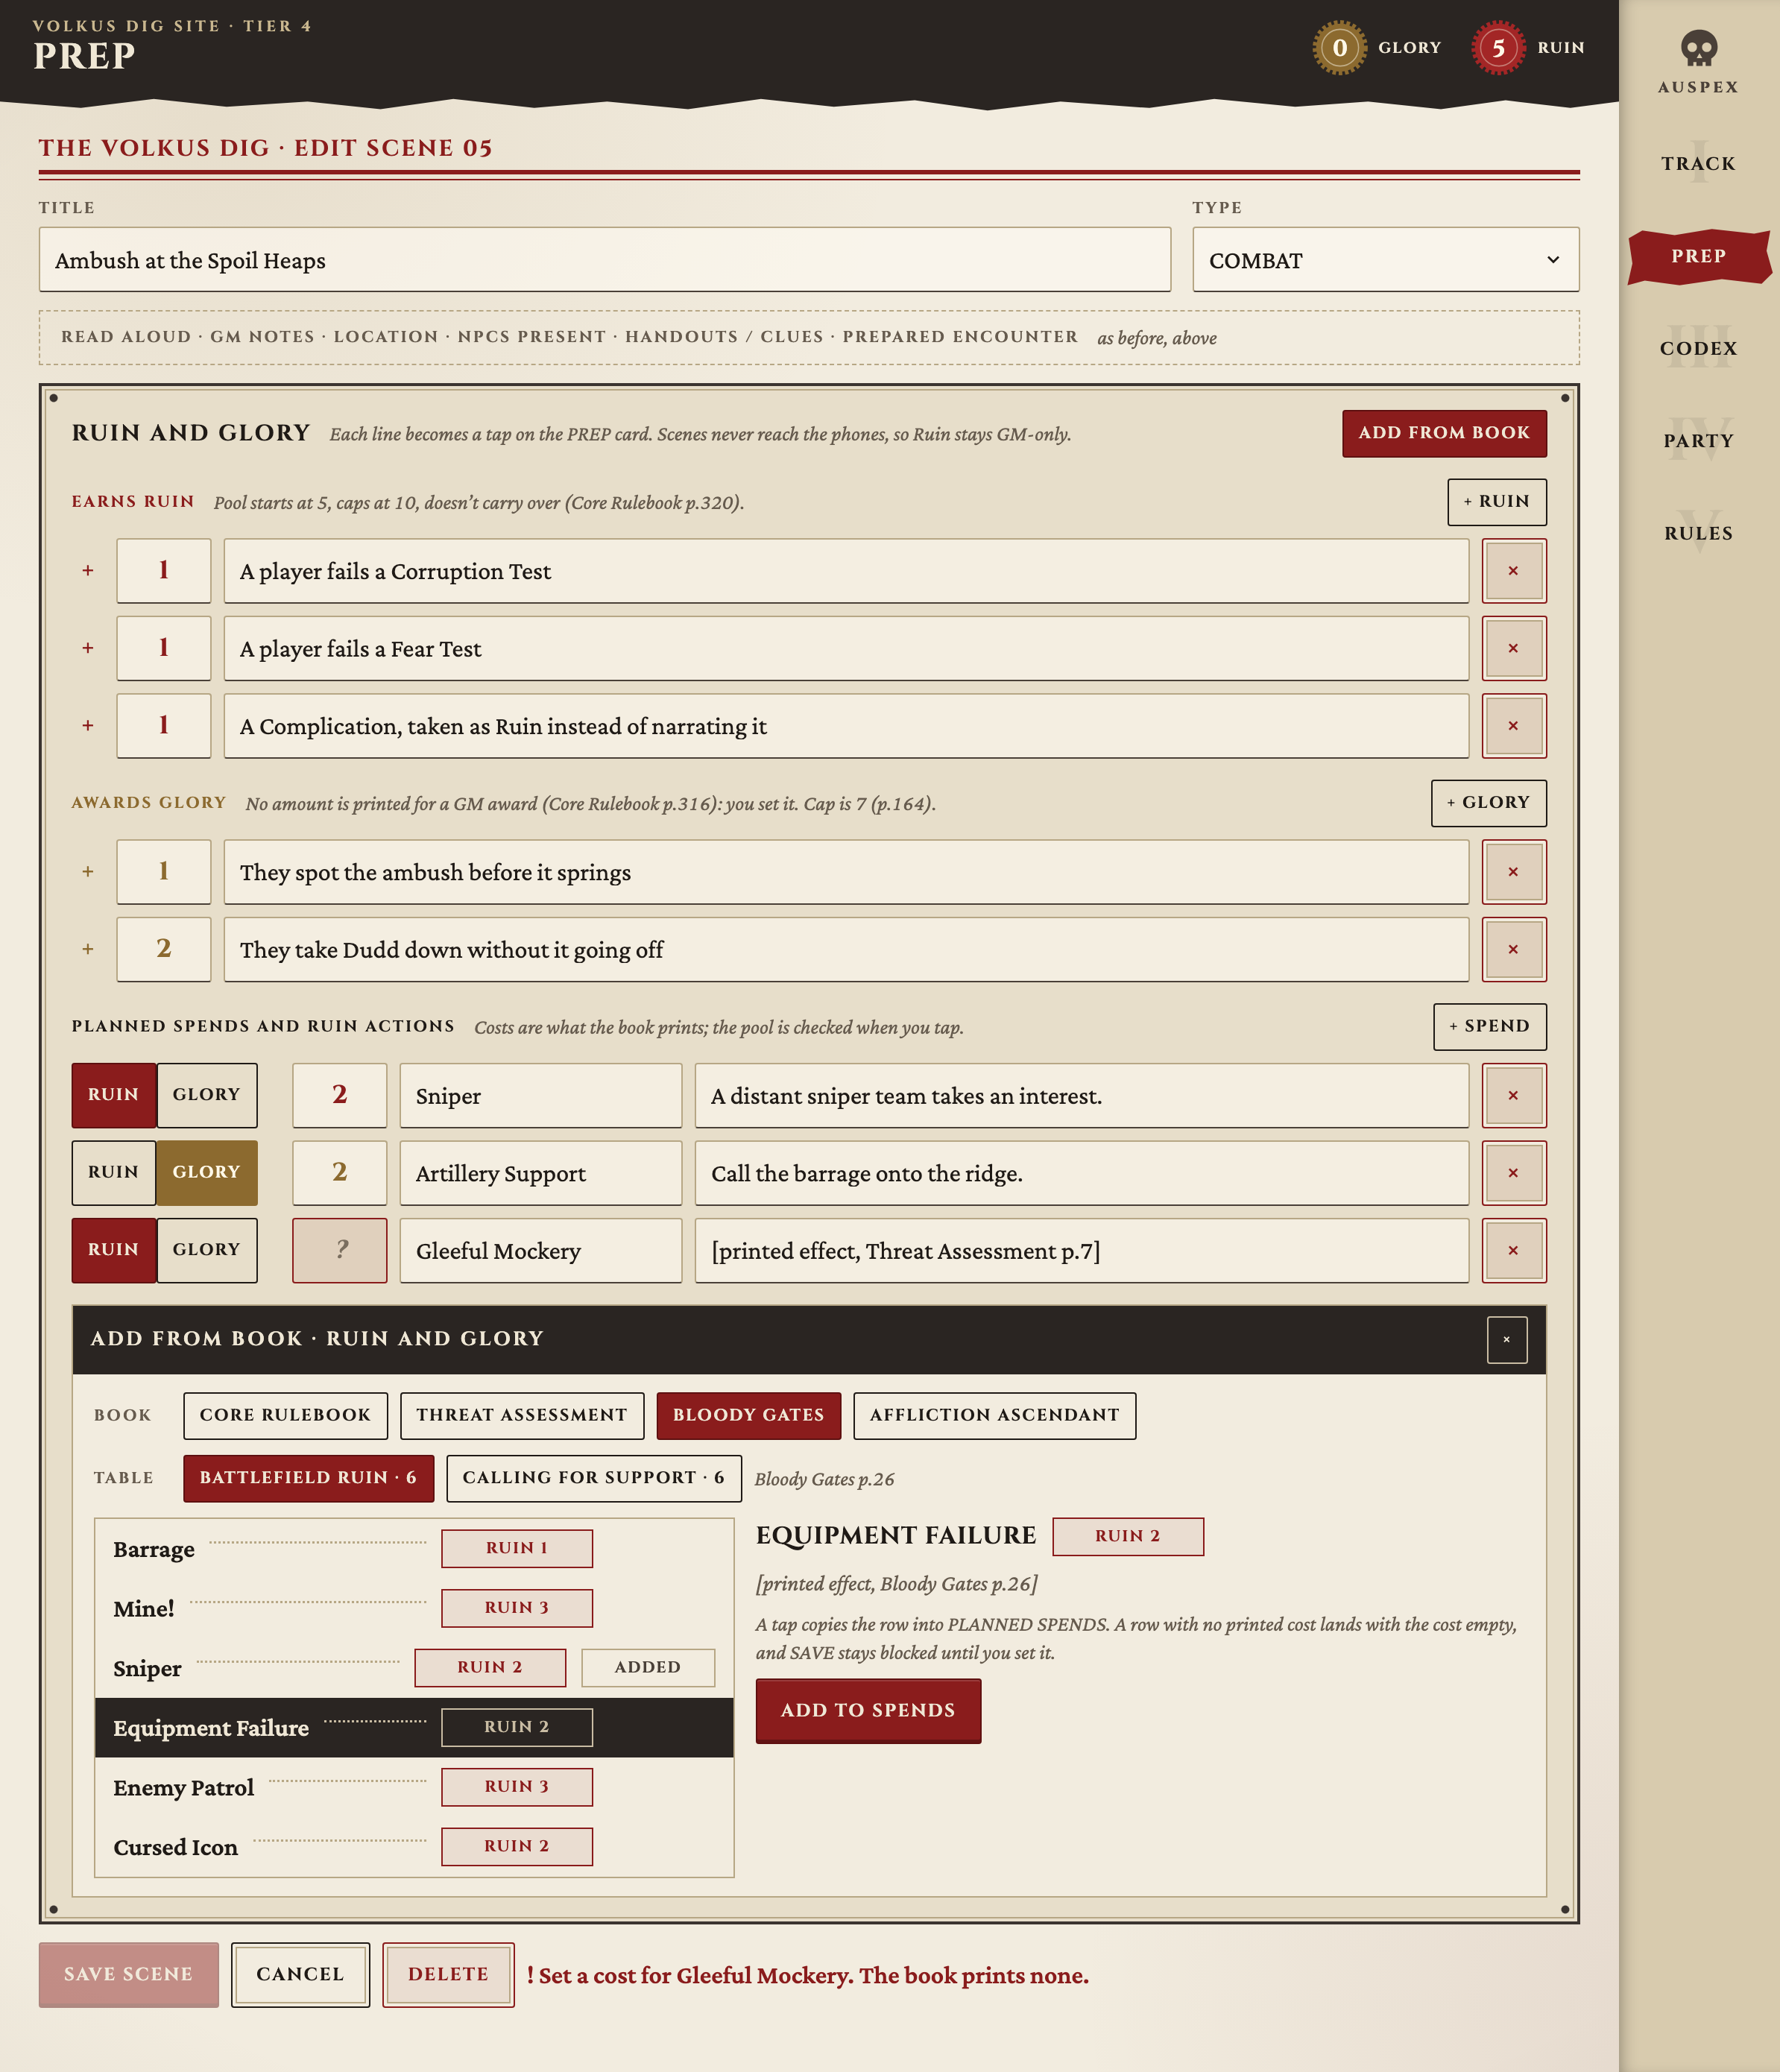 VOLKUS DIG SITE · TIER 4
PREP
0 GLORY 5 RUIN
AUSPEX
I
TRACK
PREP
III
CODEX
IV
PARTY
V
RULES
THE VOLKUS DIG · EDIT SCENE 05
TITLE TYPE
Ambush at the Spoil Heaps COMBAT
READ ALOUD · GM NOTES · LOCATION · NPCS PRESENT · HANDOUTS / CLUES · PREPARED ENCOUNTER as before, above
RUIN AND GLORY Each line becomes a tap on the PREP card. Scenes never reach the phones, so Ruin stays GM-only. ADD FROM BOOK
EARNS RUIN Pool starts at 5, caps at 10, doesn’t carry over (Core Rulebook p.320). + RUIN
+ 1 A player fails a Corruption Test ×
+ 1 A player fails a Fear Test ×
+ 1 A Complication, taken as Ruin instead of narrating it ×
AWARDS GLORY No amount is printed for a GM award (Core Rulebook p.316): you set it. Cap is 7 (p.164). + GLORY
+ 1 They spot the ambush before it springs ×
+ 2 They take Dudd down without it going off ×
PLANNED SPENDS AND RUIN ACTIONS Costs are what the book prints; the pool is checked when you tap. + SPEND
RUIN GLORY 2 Sniper A distant sniper team takes an interest. ×
RUIN GLORY 2 Artillery Support Call the barrage onto the ridge. ×
RUIN GLORY ? Gleeful Mockery [printed effect, Threat Assessment p.7] ×
ADD FROM BOOK · RUIN AND GLORY ×
BOOK CORE RULEBOOK THREAT ASSESSMENT BLOODY GATES AFFLICTION ASCENDANT
TABLE BATTLEFIELD RUIN · 6 CALLING FOR SUPPORT · 6 Bloody Gates p.26
Barrage RUIN 1
Mine! RUIN 3
Sniper RUIN 2 ADDED
Equipment Failure RUIN 2
Enemy Patrol RUIN 3
Cursed Icon RUIN 2
EQUIPMENT FAILURE RUIN 2
[printed effect, Bloody Gates p.26]
A tap copies the row into PLANNED SPENDS. A row with no printed cost lands with the cost empty,
and SAVE stays blocked until you set it.
ADD TO SPENDS
SAVE SCENE CANCEL DELETE ! Set a cost for Gleeful Mockery. The book prints none.